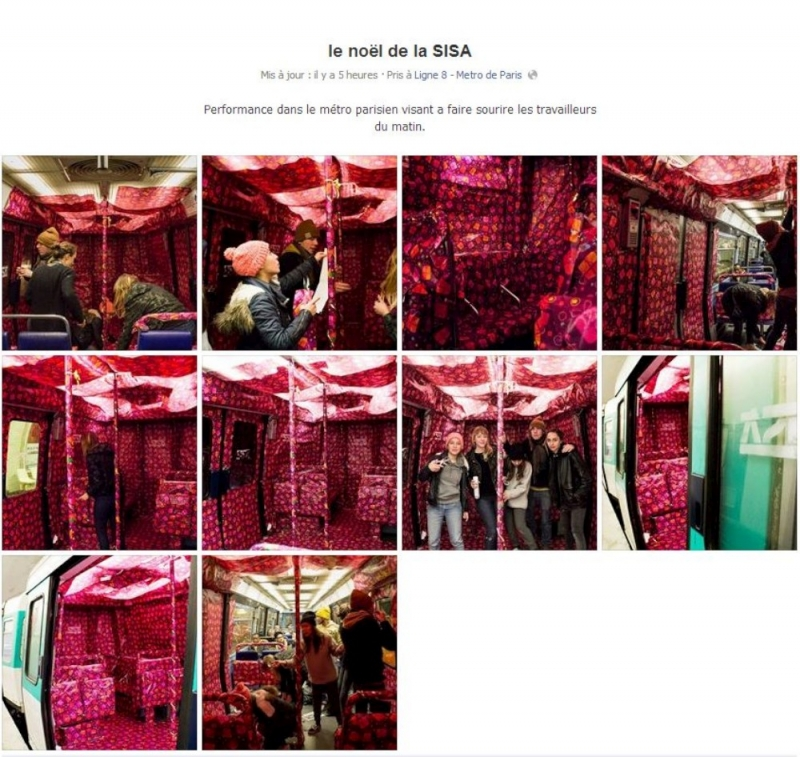 le noël de la SISA
Mis à jour : il y a 5 heures · Pris à Ligne 8 - Metro de Paris
Performance dans le métro parisien visant a faire sourire les travailleurs
du matin.